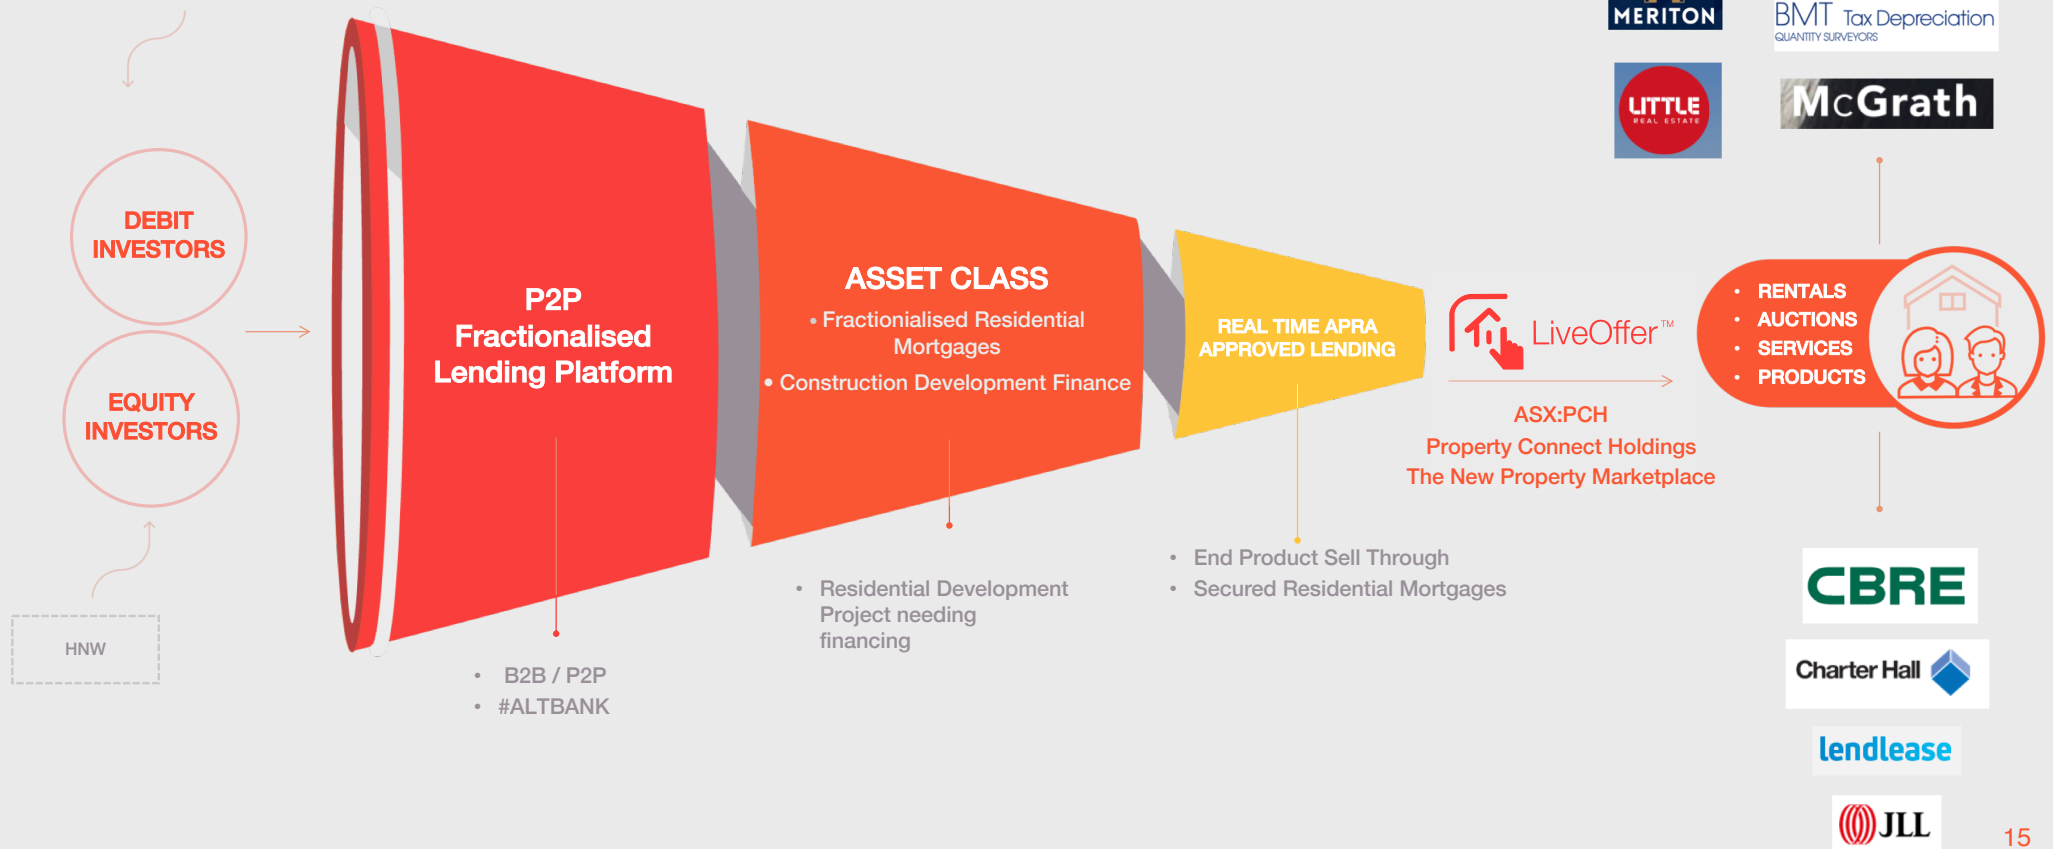 MERITON
BMT Tax Depreciation
QUANTITY SURVEYORS
LITTLE
REAL ESTATE
McGrath
DEBIT
INVESTORS
EQUITY
INVESTORS
HNW
P2P
Fractionalised
Lending Platform
• B2B / P2P
• #ALTBANK
ASSET CLASS
• Fractionialised Residential
Mortgages
• Construction Development Finance
• Residential Development
Project needing
financing
REAL TIME APRA
APPROVED LENDING
• End Product Sell Through
• Secured Residential Mortgages
LiveOffer™
ASX:PCH
Property Connect Holdings
The New Property Marketplace
• RENTALS
• AUCTIONS
• SERVICES
• PRODUCTS
CBRE
Charter Hall
lendlease
JLL
15